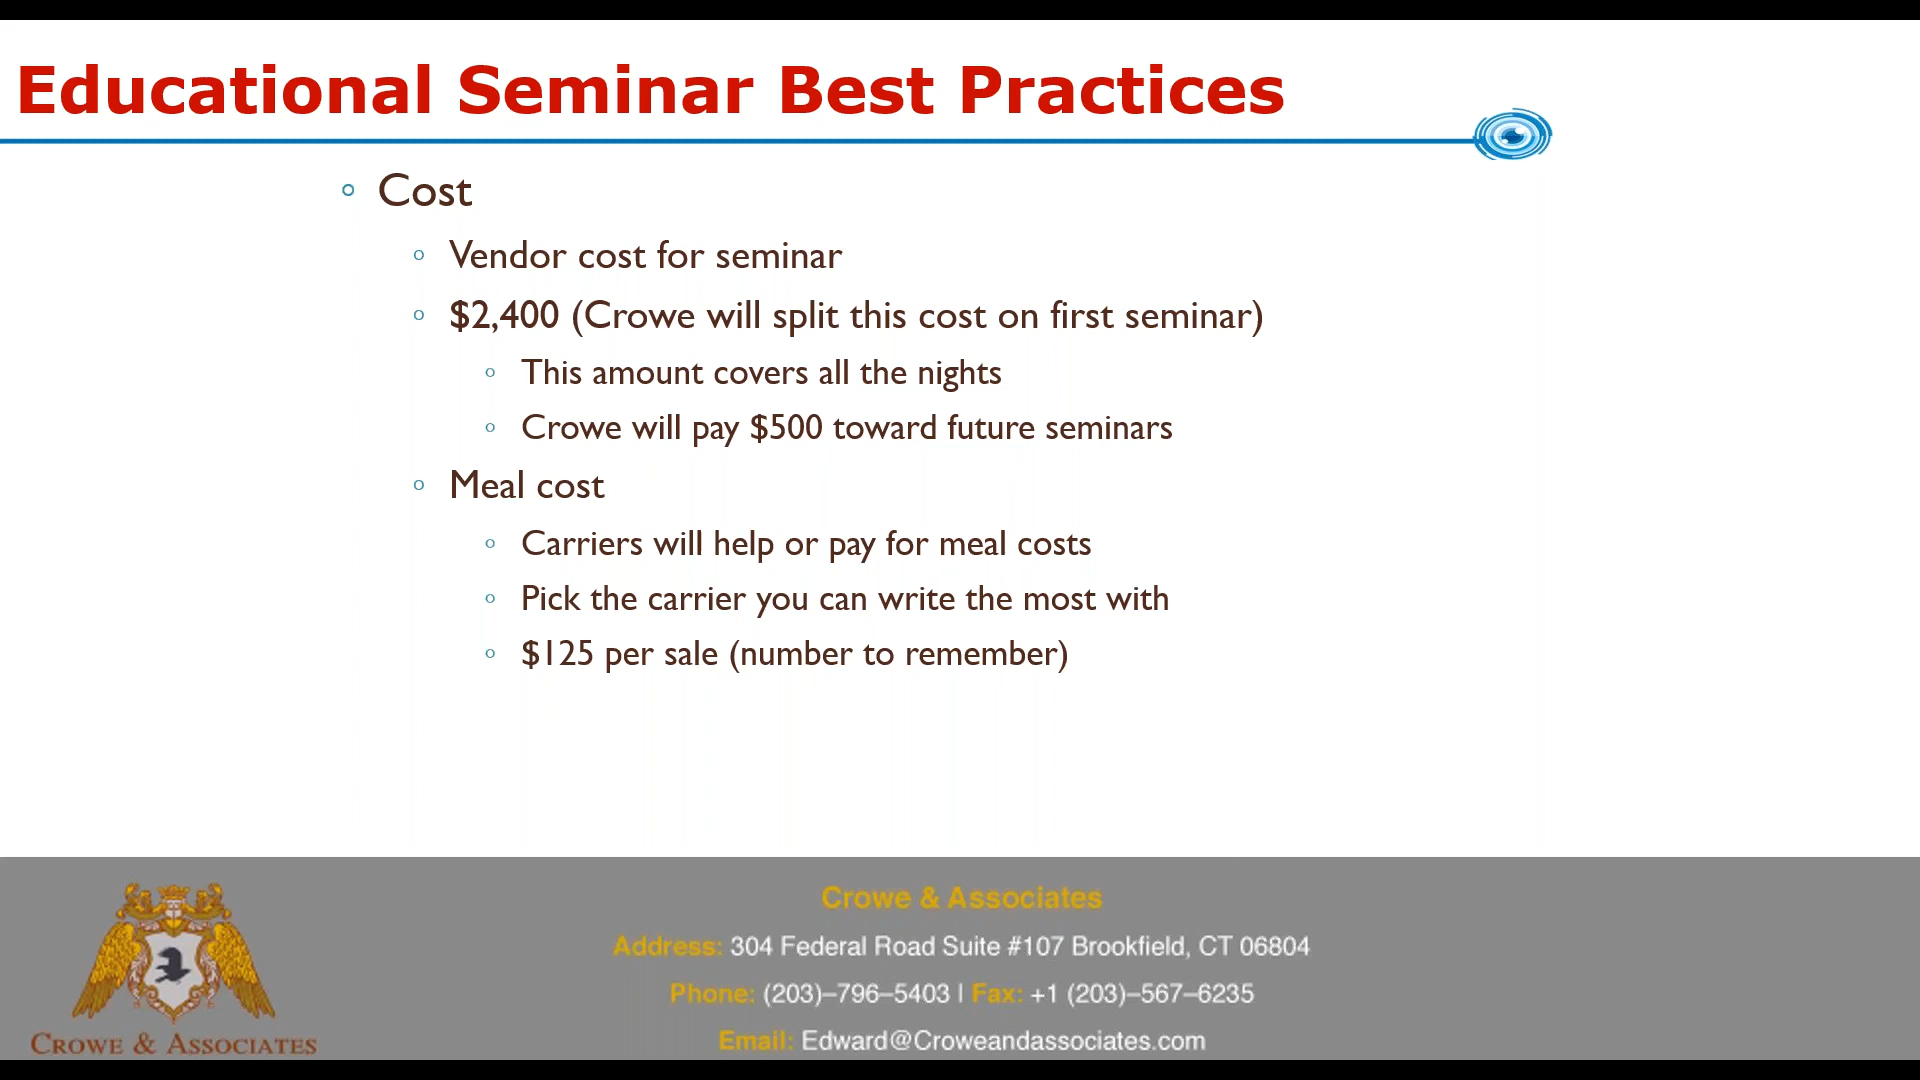 Educational Seminar Best Practices
Cost
Vendor cost for seminar
$2,400 (Crowe will split this cost on first seminar)
This amount covers all the nights
Crowe will pay $500 toward future seminars
Meal cost
Carriers will help or pay for meal costs
Pick the carrier you can write the most with
$125 per sale (number to remember)
Crowe & Associates
Address: 304 Federal Road Suite #107 Brookfield, CT 06804
Phone: (203)–796–5403 | Fax: +1 (203)–567–6235
Email: Edward@Croweandassociates.com
Crowe & Associates